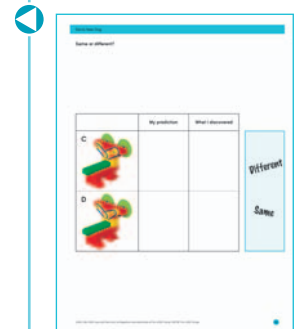 Same or different?
My prediction What I discovered
C
D
Different
Same